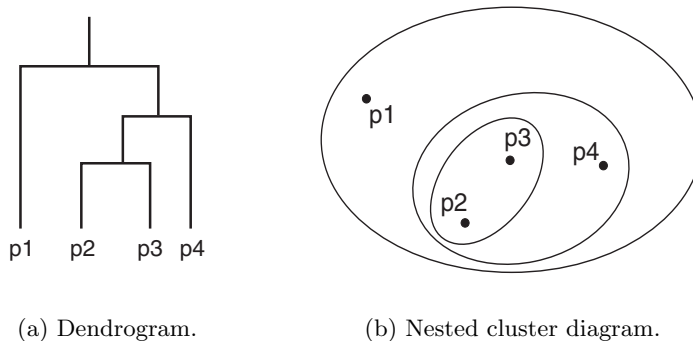 p1 p2 p3 p4
(a) Dendrogram.
p1
p3
p4
p2
(b) Nested cluster diagram.